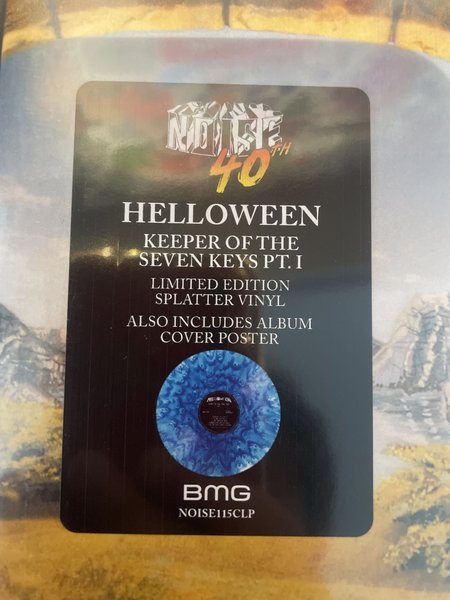 NOISE
40TH
HELLOWEEN
KEEPER OF THE
SEVEN KEYS PT. I
LIMITED EDITION
SPLATTER VINYL
ALSO INCLUDES ALBUM
COVER POSTER
HELLOWEEN
BMG
NOISE115CLP